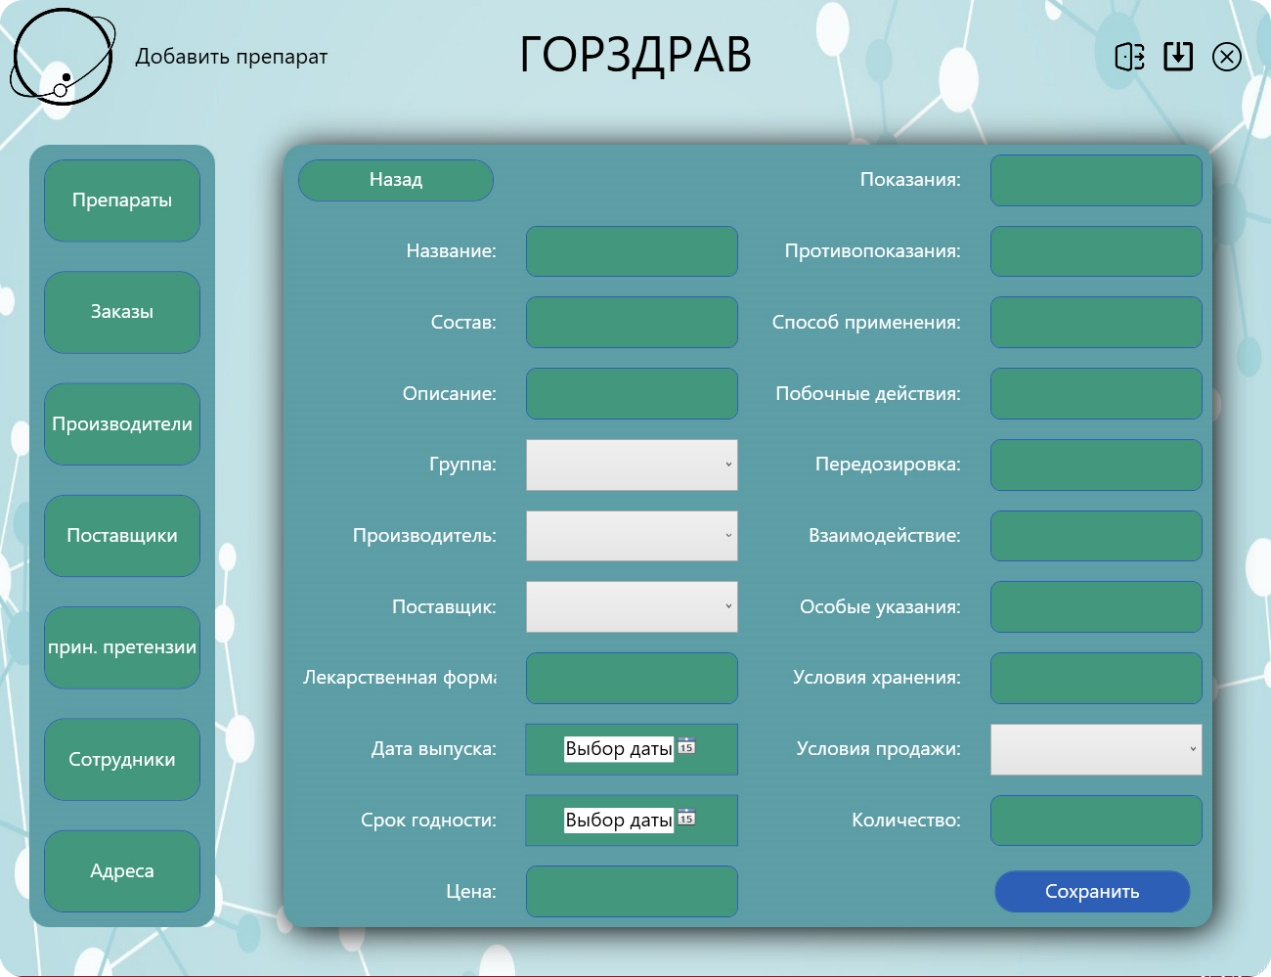 Добавить препарат
ГОРЗДРАВ
Препараты
Заказы
Производители
Поставщики
прин. претензии
Сотрудники
Адреса
Назад
Название:
Состав:
Описание:
Группа:
Производитель:
Поставщик:
Лекарственная форма
Дата выпуска:
Выбор даты 15
Срок годности:
Выбор даты 15
Цена:
Показания:
Противопоказания:
Способ применения:
Побочные действия:
Передозировка:
Взаимодействие:
Особые указания:
Условия хранения:
Условия продажи:
Количество:
Сохранить